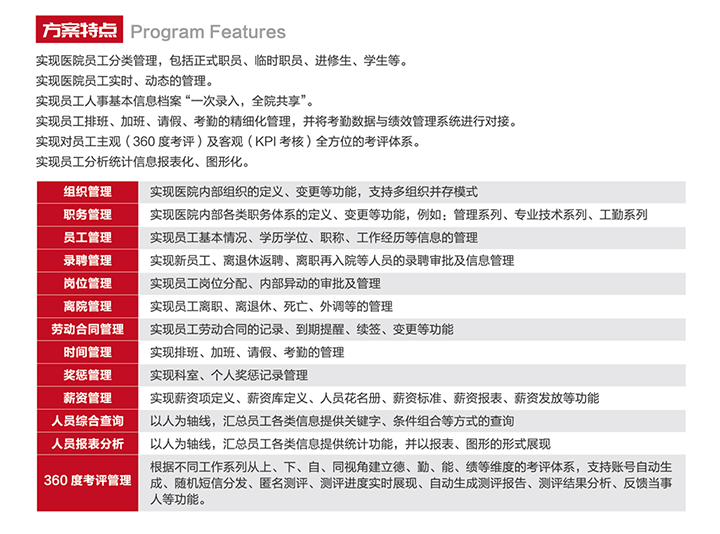 方案特点 Program Features
实现医院员工分类管理，包括正式职员、临时职员、进修生、学生等。
实现医院员工实时、动态的管理。
实现员工人事基本信息档案“一次录入，全院共享”。
实现员工排班、加班、请假、考勤的精细化管理，并将考勤数据与绩效管理系统进行对接。
实现对员工主观（360度考评）及客观（KPI考核）全方位的考评体系。
实现员工分析统计信息报表化、图形化。
组织管理 实现医院内部组织的定义、变更等功能，支持多组织并存模式
职务管理 实现医院内部各类职务体系的定义、变更等功能，例如：管理系列、专业技术系列、工勤系列
员工管理 实现员工基本情况、学历学位、职称、工作经历等信息的管理
录聘管理 实现新员工、离退休返聘、离职再入院等人员的录聘审批及信息管理
岗位管理 实现员工岗位分配、内部异动的审批及管理
离院管理 实现员工离职、离退休、死亡、外调等的管理
劳动合同管理 实现员工劳动合同的记录、到期提醒、续签、变更等功能
时间管理 实现排班、加班、请假、考勤的管理
奖惩管理 实现科室、个人奖惩记录管理
薪资管理 实现薪资项定义、薪资库定义、人员花名册、薪资标准、薪资报表、薪资发放等功能
人员综合查询 以人为轴线，汇总员工各类信息提供关键字、条件组合等方式的查询
人员报表分析 以人为轴线，汇总员工各类信息提供统计功能，并以报表、图形的形式展现
360度考评管理 根据不同工作系列从上、下、自、同视角建立德、勤、能、绩等维度的考评体系，支持账号自动生
成、随机短信分发、匿名测评、测评进度实时展现、自动生成测评报告、测评结果分析、反馈当事
人等功能。